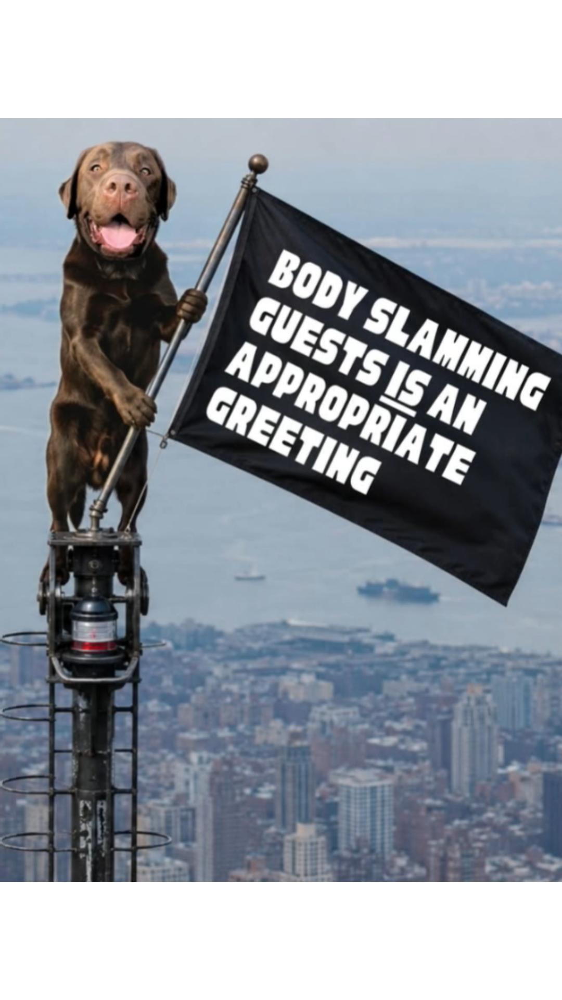 BODY SLAMMING
GUESTS IS AN
APPROPRIATE
GREETING